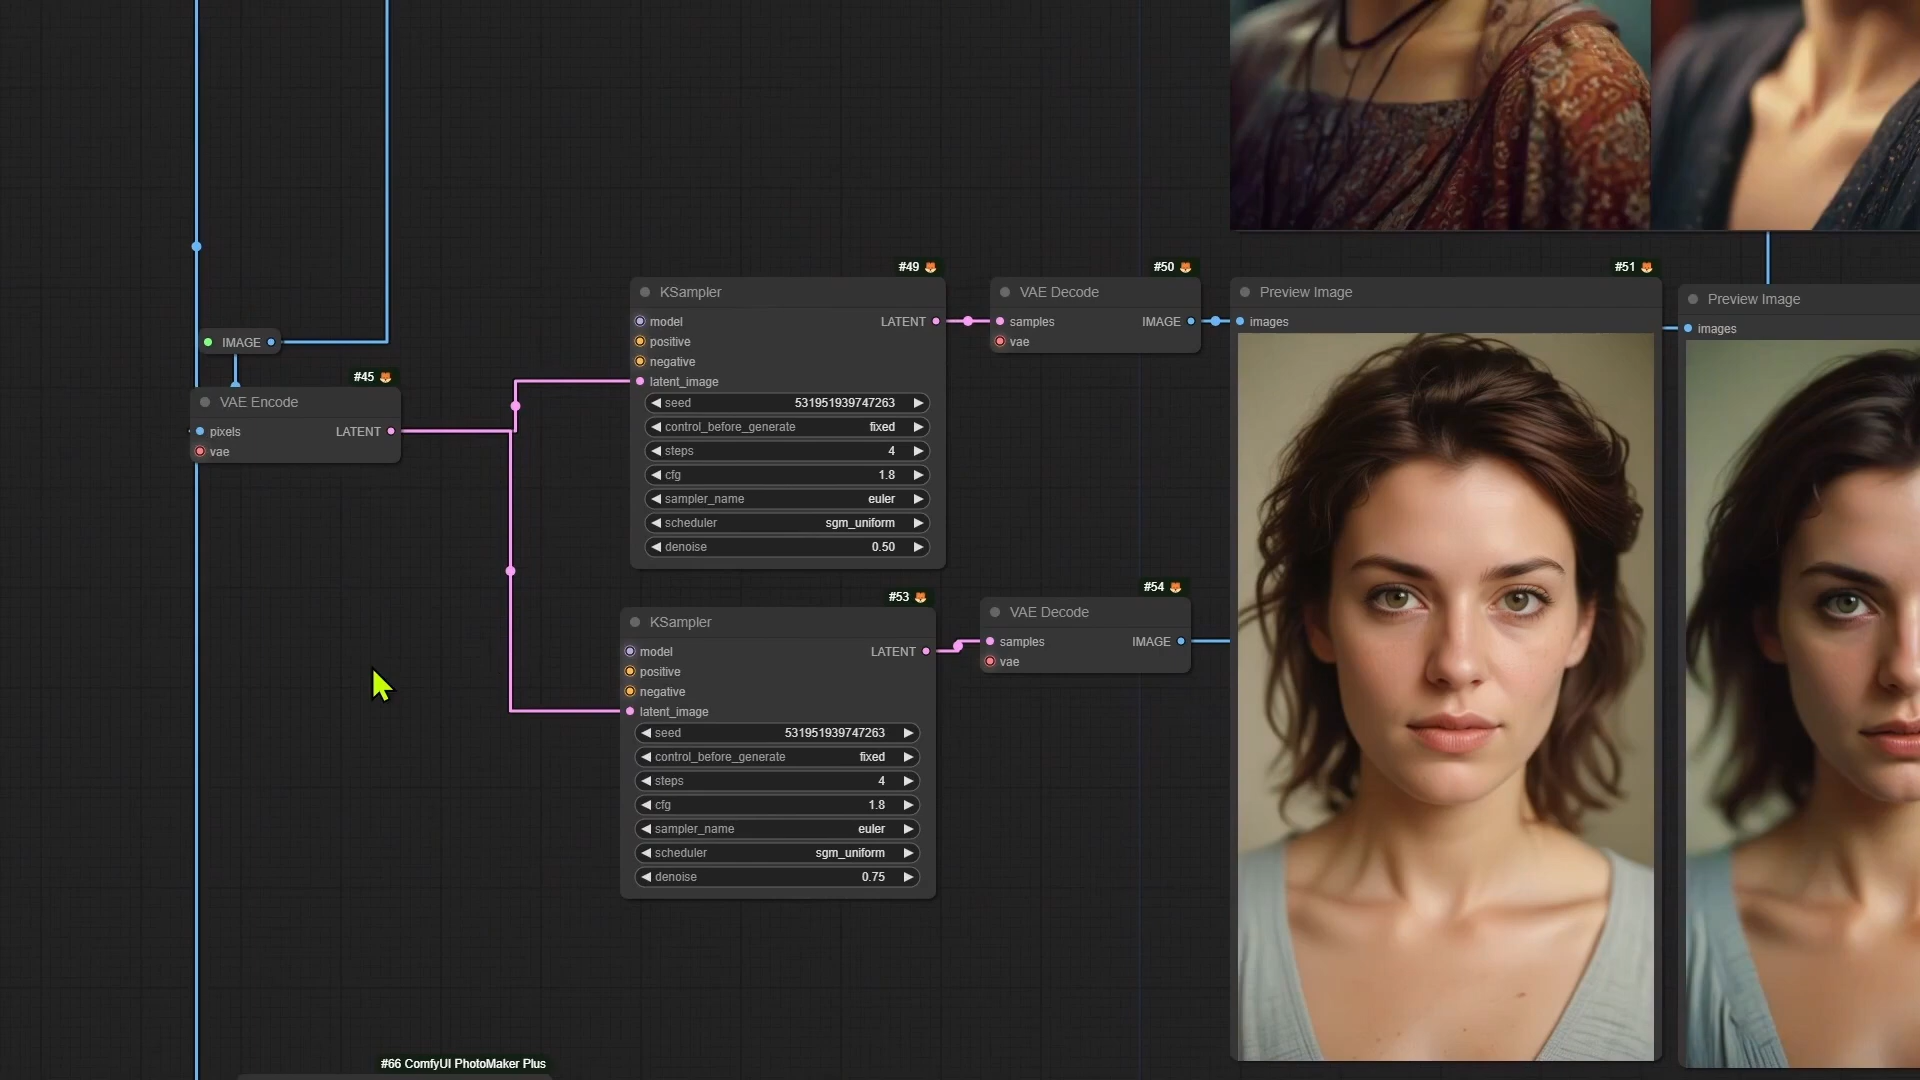 #49
#50
#51
KSampler
VAE Decode
Preview Image
Preview Image
model
LATENT
samples
IMAGE
images
images
positive
vae
negative
IMAGE
latent_image
#45
VAE Encode
pixels
LATENT
vae
seed
531951939747263
control_before_generate
fixed
steps
4
cfg
1.8
sampler_name
euler
scheduler
sgm_uniform
denoise
0.50
#53
#54
KSampler
VAE Decode
model
LATENT
samples
IMAGE
positive
vae
negative
latent_image
seed
531951939747263
control_before_generate
fixed
steps
4
cfg
1.8
sampler_name
euler
scheduler
sgm_uniform
denoise
0.75
#66 ComfyUI PhotoMaker Plus